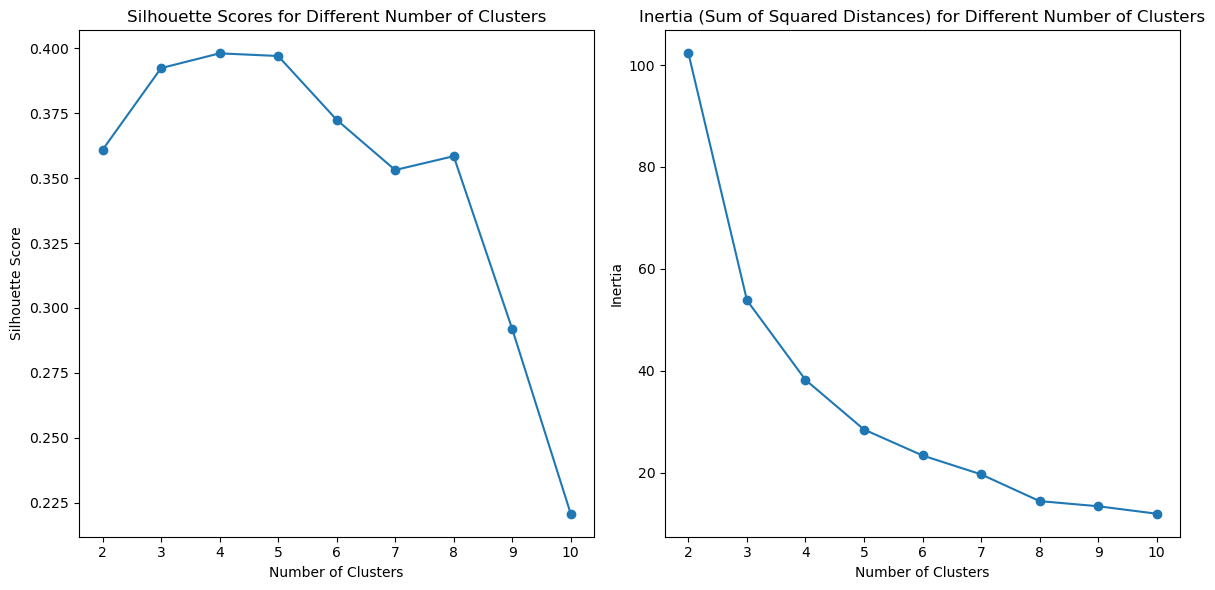 Silhouette Scores for Different Number of Clusters
0.400
0.375
0.350
0.325
0.300
0.275
0.250
0.225
Silhouette Score
2 3 4 5 6 7 8 9 10
Number of Clusters
Inertia (Sum of Squared Distances) for Different Number of Clusters
100
80
60
40
20
Inertia
2 3 4 5 6 7 8 9 10
Number of Clusters